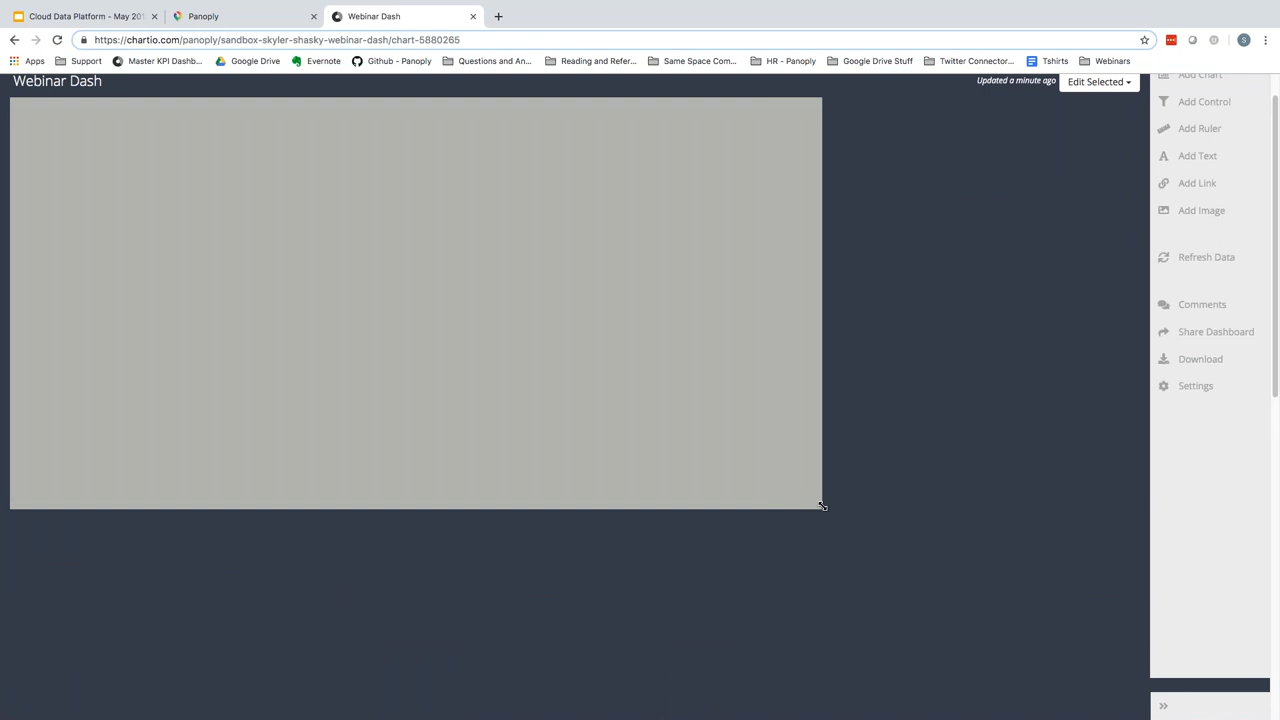 Cloud Data Platform - May 201
Panoply
Webinar Dash
https://chartio.com/panoply/sandbox-skyler-shasky-webinar-dash/chart-5880265
S
Apps
Support
Master KPI Dashb...
Google Drive
Evernote
Github - Panoply
Questions and An...
Reading and Refer...
Same Space Com...
HR - Panoply
Google Drive Stuff
Twitter Connector...
Tshirts
Webinars
Webinar Dash
Updated a minute ago
Edit Selected
Add Chart
Add Control
Add Ruler
Add Text
Add Link
Add Image
Refresh Data
Comments
Share Dashboard
Download
Settings